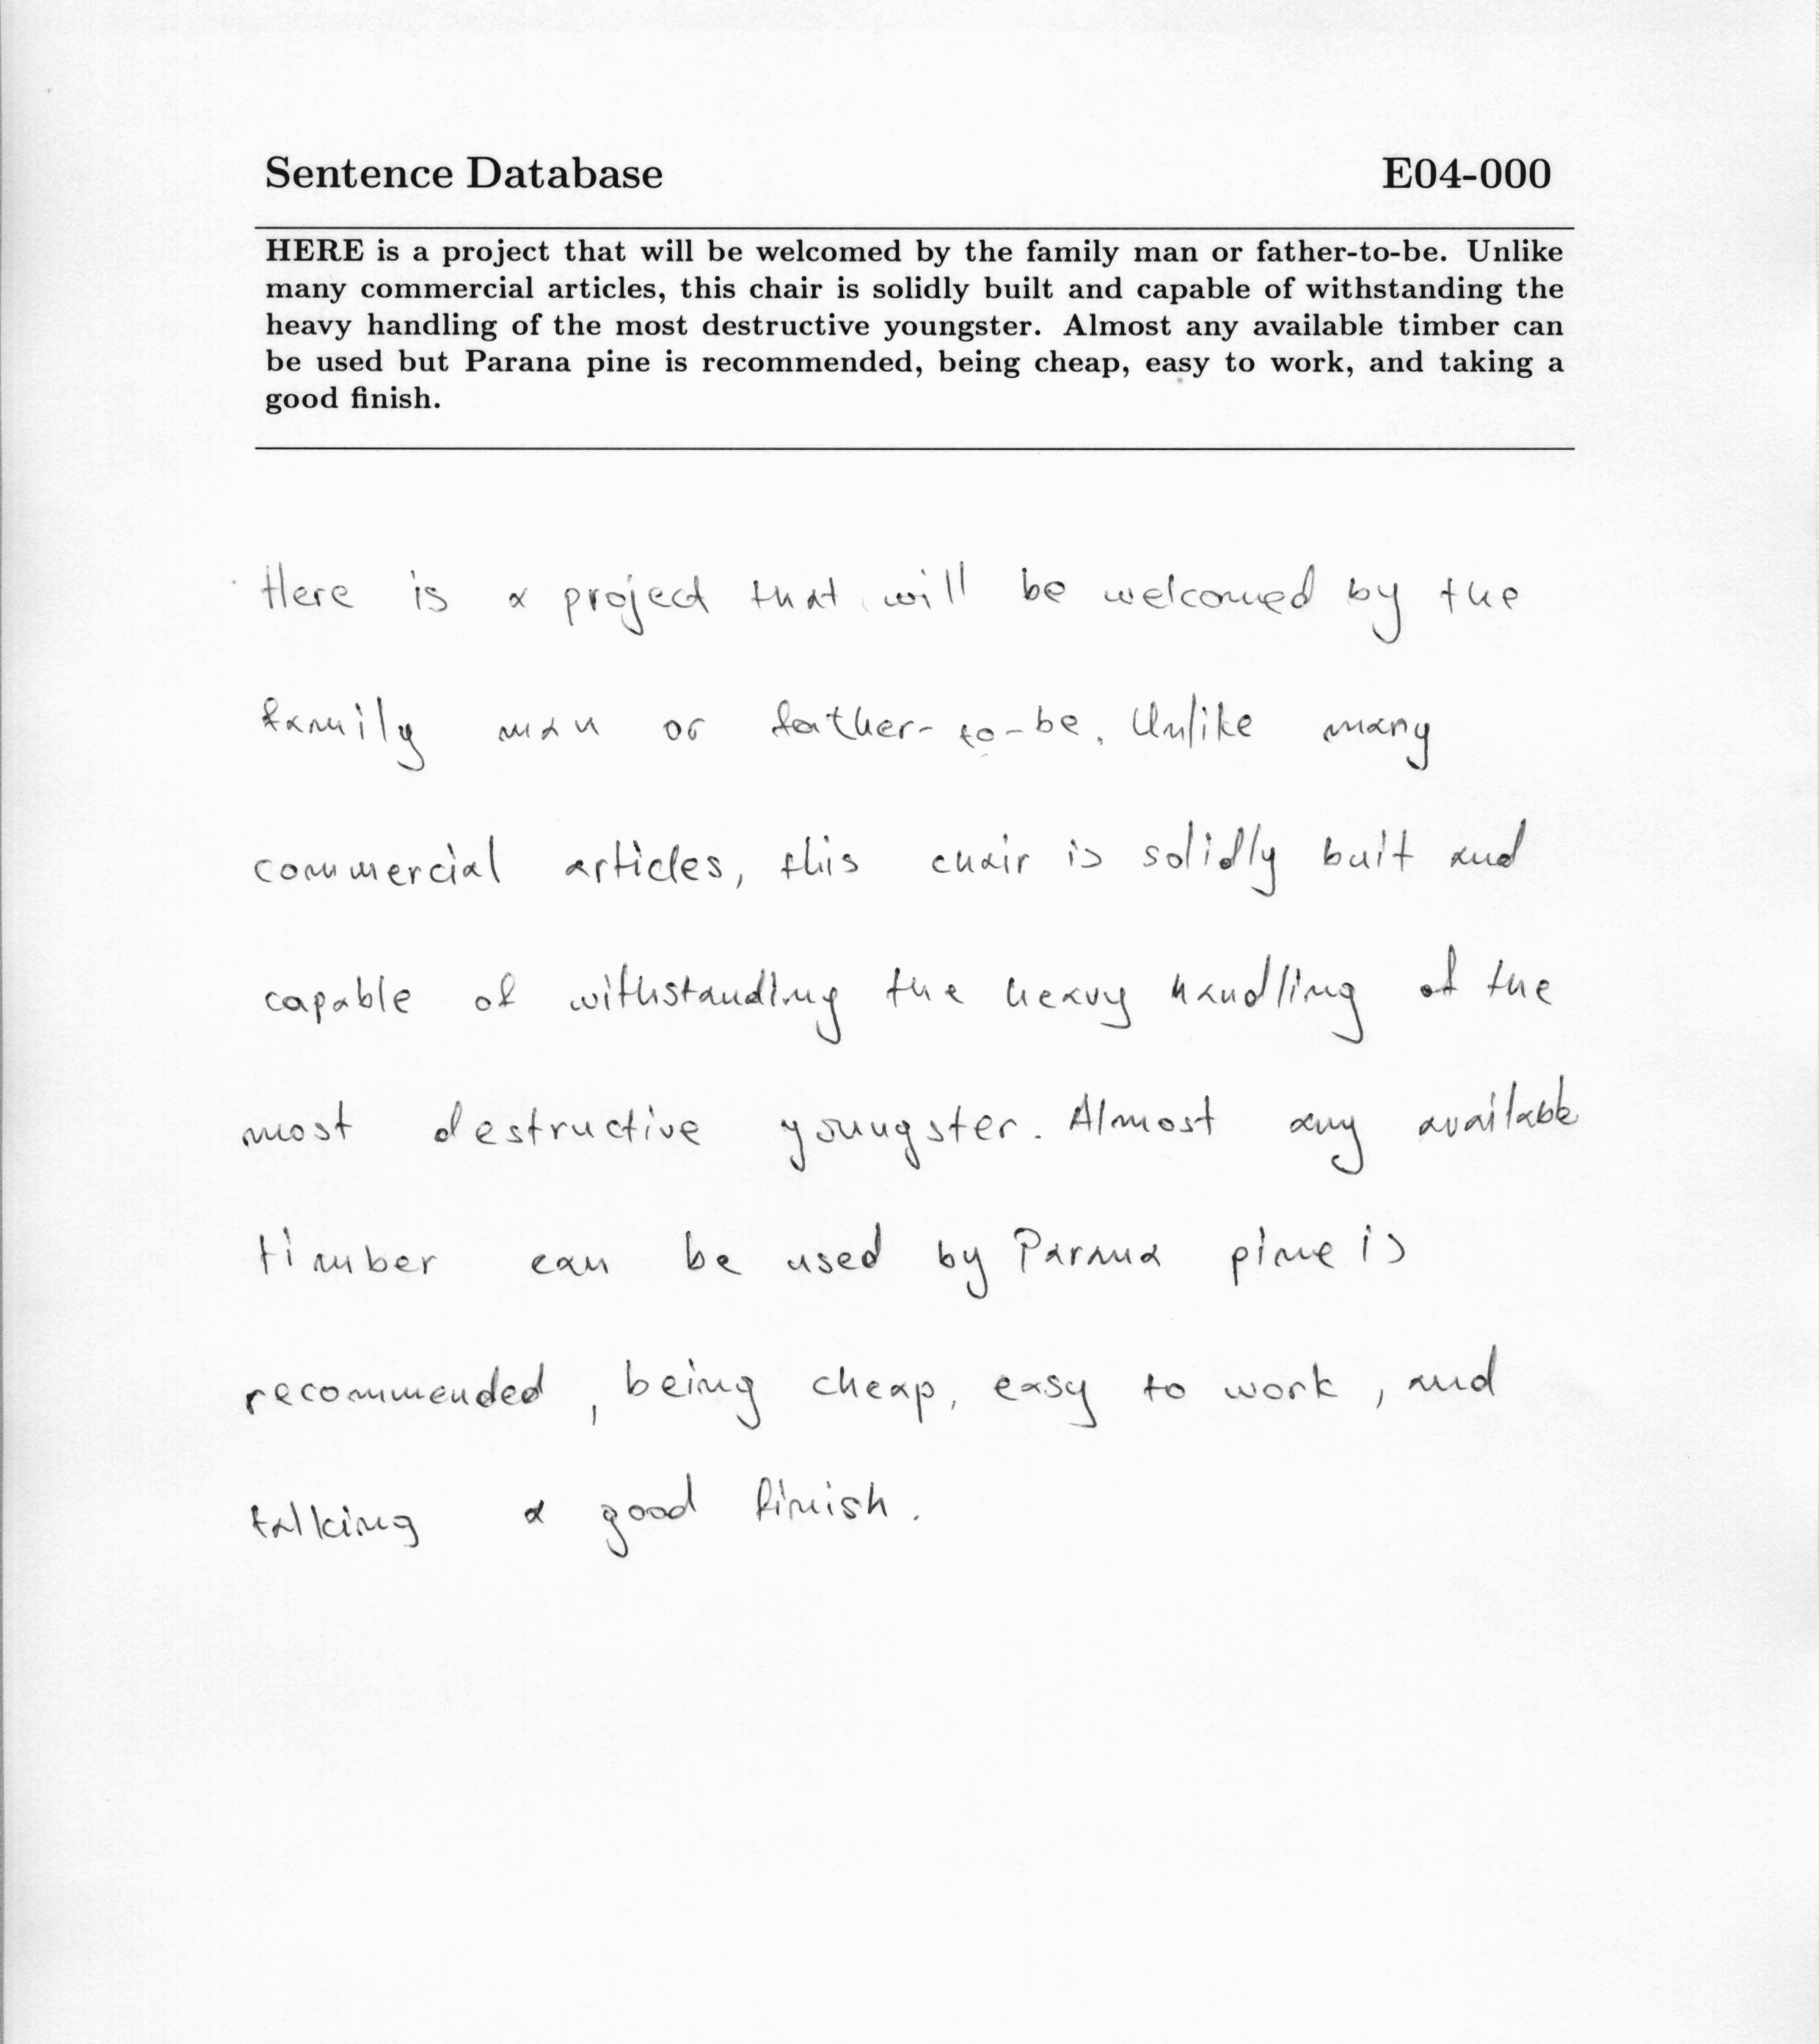 Sentence Database E04-000
HERE is a project that will be welcomed by the family man or father-to-be. Unlike
many commercial articles, this chair is solidly built and capable of withstanding the
heavy handling of the most destructive youngster. Almost any available timber can
be used but Parana pine is recommended, being cheap, easy to work, and taking a
good finish.
Here is a project that will be welcomed by the
family man or father-to-be. Unlike many
commercial articles, this chair is solidly buit and
capable of withstanding the heavy handling of the
most destructive youngster. Almost any available
timber can be used by Parana pine is
recommended, being cheap, easy to work, and
talking a good finish.